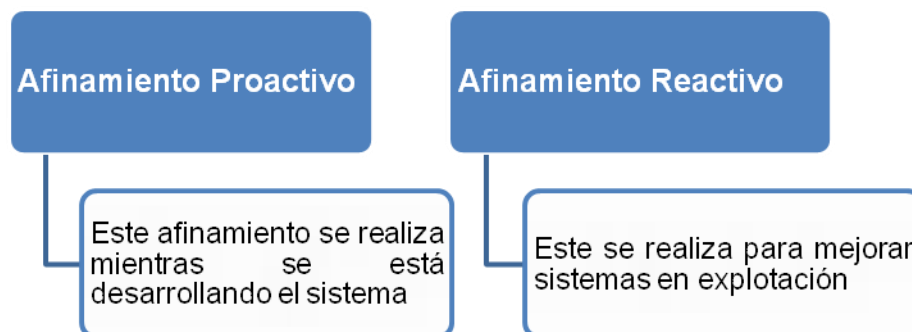 Afinamiento Proactivo
Este afinamiento se realiza
mientras se está
desarrollando el sistema
Afinamiento Reactivo
Este se realiza para mejorar
sistemas en explotación